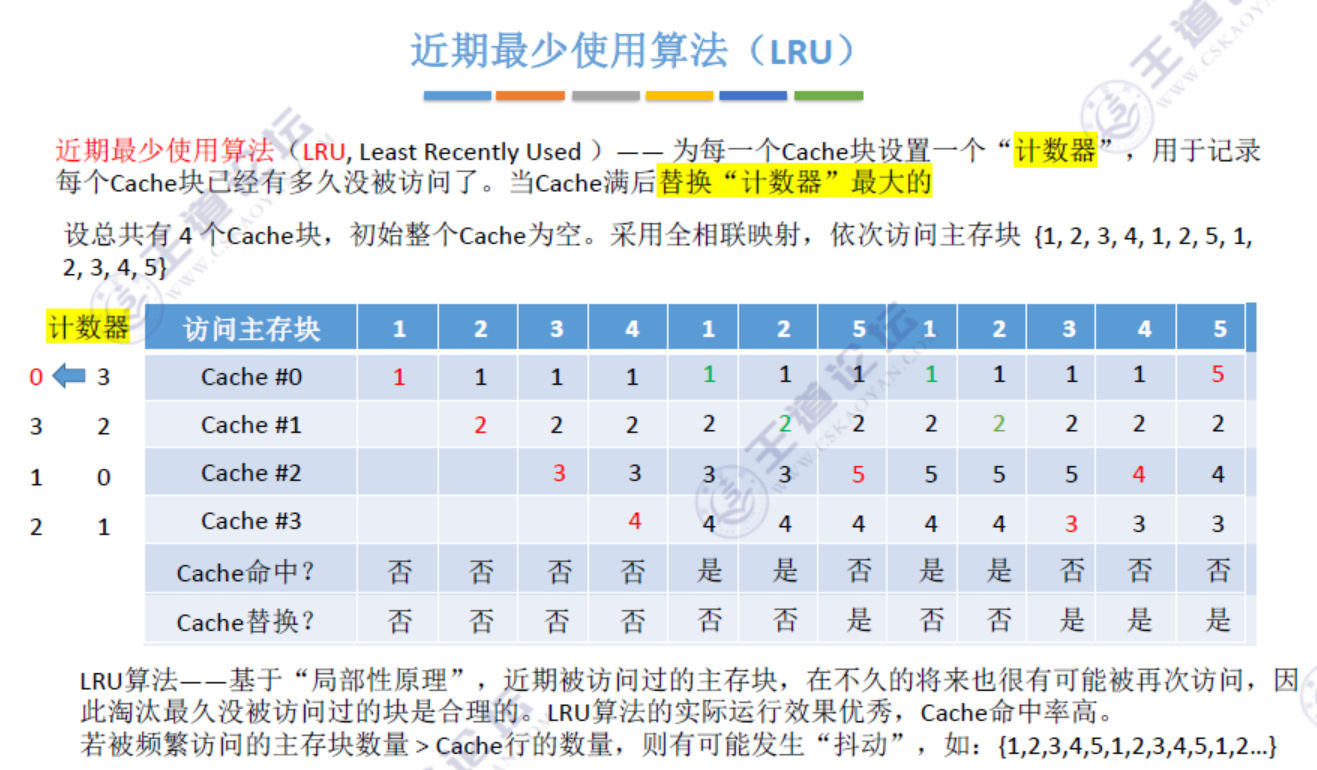 近期最少使用算法（LRU）
近期最少使用算法（LRU, Least Recently Used ）—— 为每一个Cache块设置一个“计数器”，用于记录
每个Cache块已经有多久没被访问了。当Cache满后替换“计数器”最大的
设总共有 4 个Cache块，初始整个Cache为空。采用全相联映射，依次访问主存块 {1, 2, 3, 4, 1, 2, 5, 1,
2, 3, 4, 5}
计数器 访问主存块 1 2 3 4 1 2 5 1 2 3 4 5
0 3 Cache #0 1 1 1 1 1 1 1 1 1 1 1 5
3 2 Cache #1 2 2 2 2 2 2 2 2 2 2 2
1 0 Cache #2 3 3 3 3 5 5 5 5 4 4
2 1 Cache #3 4 4 4 4 4 4 3 3 3
Cache命中？ 否 否 否 否 是 是 否 是 是 否 否 否
Cache替换？ 否 否 否 否 否 否 是 否 否 是 是 是
LRU算法——基于“局部性原理”，近期被访问过的主存块，在不久的将来也很有可能被再次访问，因
此淘汰最久没被访问过的块是合理的。LRU算法的实际运行效果优秀，Cache命中率高。
若被频繁访问的主存块数量 > Cache行的数量，则有可能发生“抖动”，如：{1,2,3,4,5,1,2,3,4,5,1,2...}
王道论坛
WWW.CSKAOYAN.COM